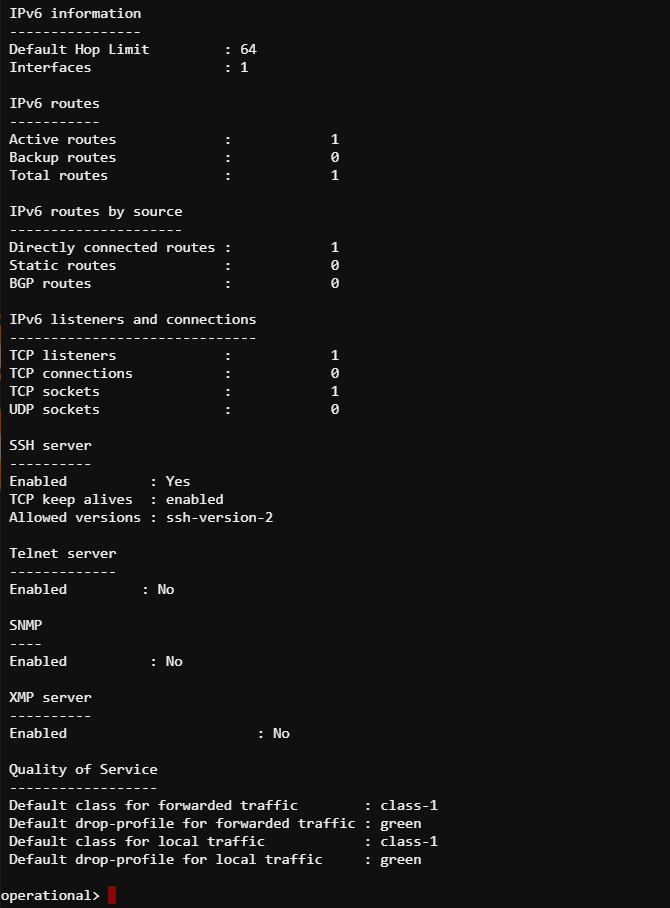 IPv6 information
----------------
Default Hop Limit         : 64
Interfaces                : 1

IPv6 routes
-----------
Active routes             :            1
Backup routes             :            0
Total routes              :            1

IPv6 routes by source
---------------------
Directly connected routes :            1
Static routes             :            0
BGP routes                :            0

IPv6 listeners and connections
------------------------------
TCP listeners             :            1
TCP connections           :            0
TCP sockets               :            1
UDP sockets               :            0

SSH server
----------
Enabled          : Yes
TCP keep alives  : enabled
Allowed versions : ssh-version-2

Telnet server
-------------
Enabled         : No

SNMP
----
Enabled          : No

XMP server
----------
Enabled                       : No

Quality of Service
------------------
Default class for forwarded traffic        : class-1
Default drop-profile for forwarded traffic : green
Default class for local traffic            : class-1
Default drop-profile for local traffic     : green

operational>